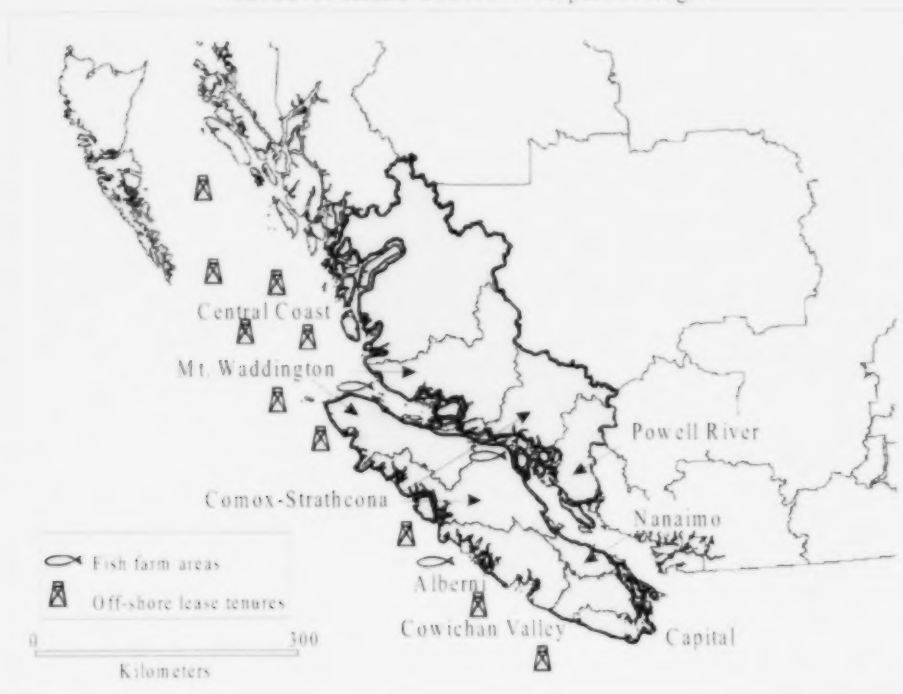 Central Coast
Mt. Waddington
Powell River
Comox-Strathcona
Nanaimo
Fish farm areas
Alberni
Off-shore lease tenures
Cowichan Valley
Capital
0 300
Kilometers